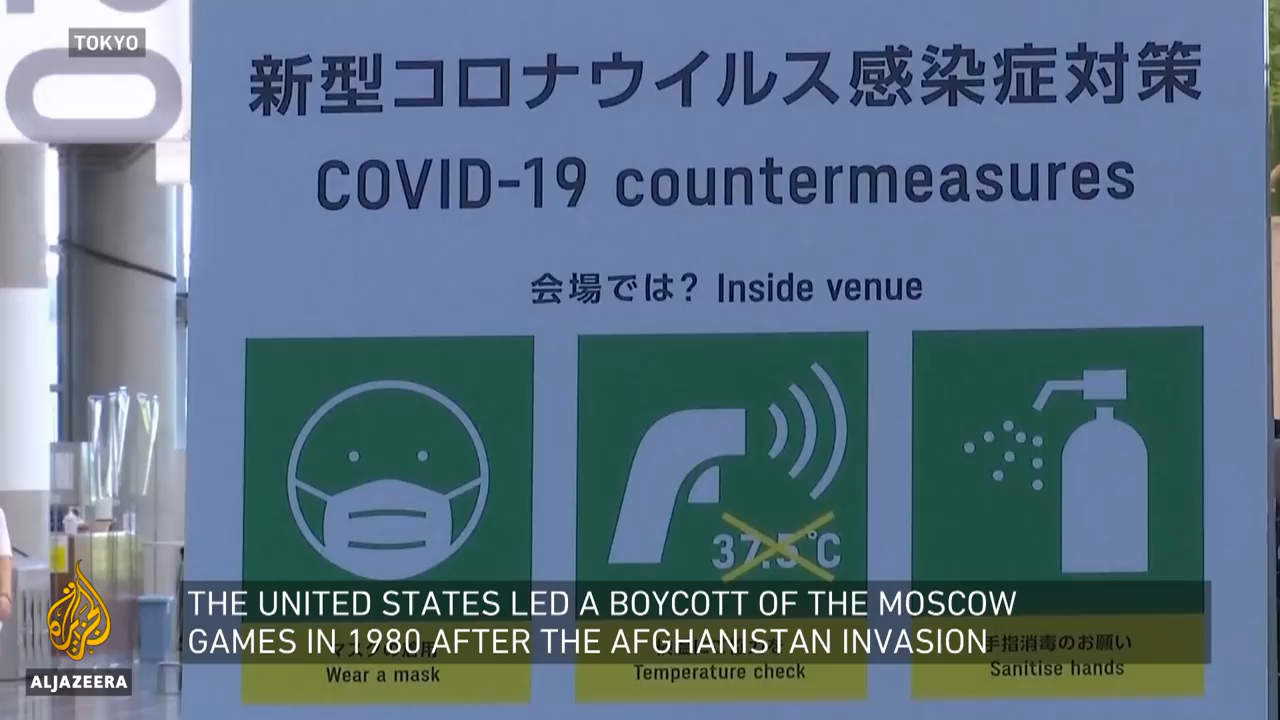 TOKYO
新型コロナウイルス感染症対策
COVID-19 countermeasures
会場では? Inside venue
37.5℃
THE UNITED STATES LED A BOYCOTT OF THE MOSCOW
GAMES IN 1980 AFTER THE AFGHANISTAN INVASION
手指消毒のお願い
Wear a mask
Temperature check
Sanitise hands
الجزيرة
ALJAZEERA